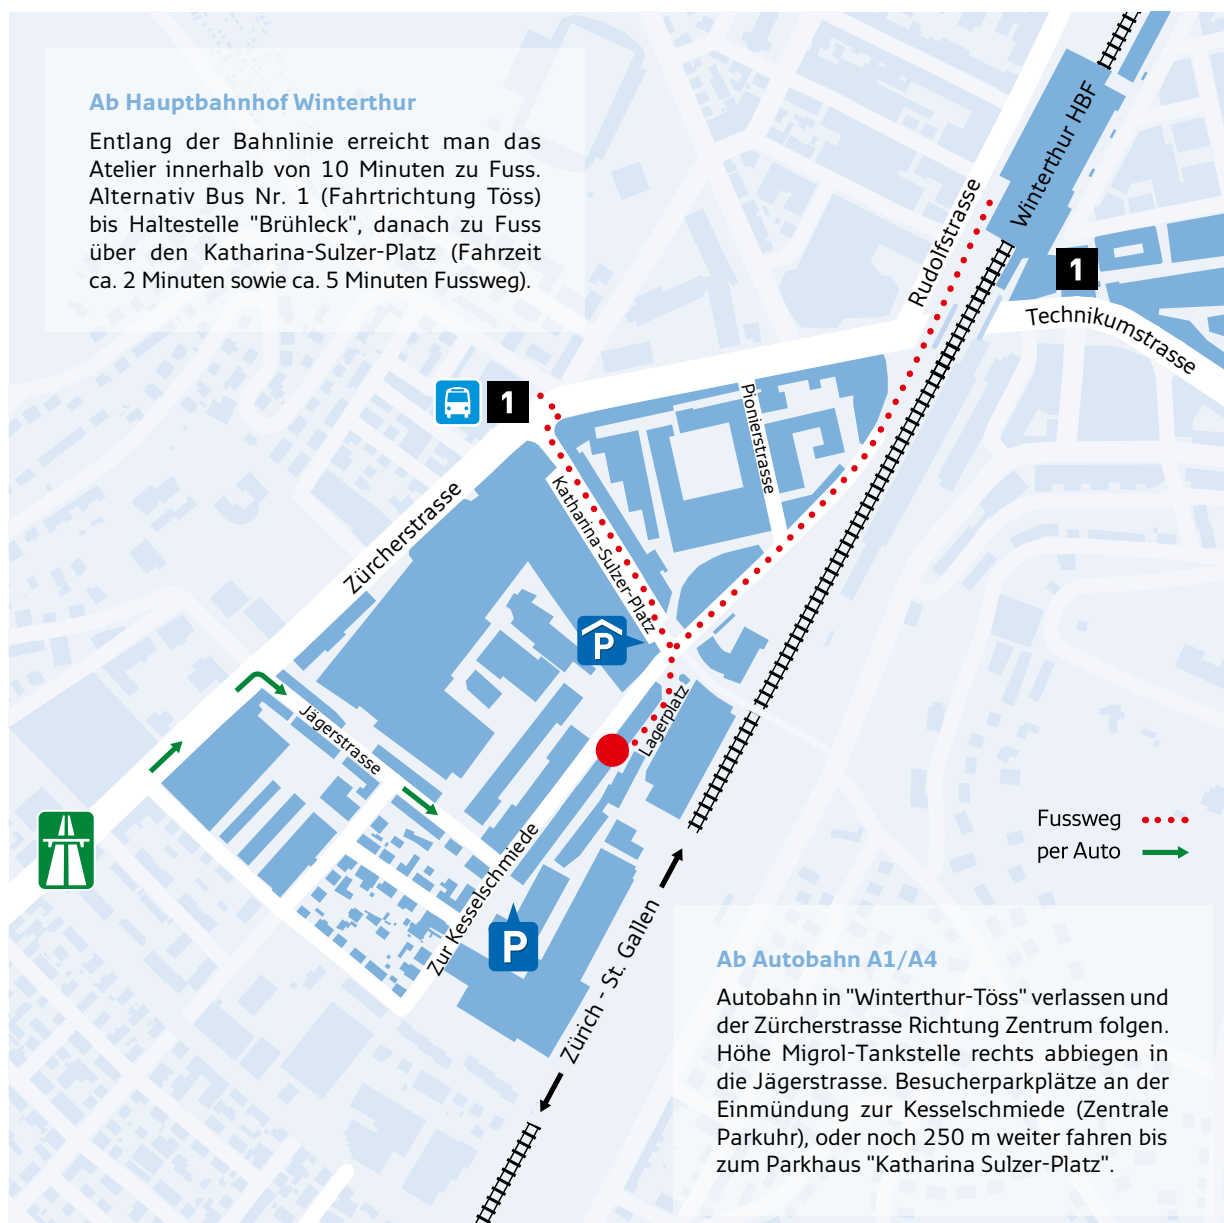 Ab Hauptbahnhof Winterthur
Entlang der Bahnlinie erreicht man das
Atelier innerhalb von 10 Minuten zu Fuss.
Alternativ Bus Nr. 1 (Fahrtrichtung Töss)
bis Haltestelle "Brühleck", danach zu Fuss
über den Katharina-Sulzer-Platz (Fahrzeit
ca. 2 Minuten sowie ca. 5 Minuten Fussweg).
Winterthur HBF
Rudolfstrasse
1
Technikumstrasse
1
Pionierstrasse
Katharina-Sulzer-Platz
Zürcherstrasse
P
Lagerplatz
Jägerstrasse
Zur Kesselschmiede
P
Zürich - St. Gallen
Fussweg
per Auto
Ab Autobahn A1/A4
Autobahn in "Winterthur-Töss" verlassen und
der Zürcherstrasse Richtung Zentrum folgen.
Höhe Migrol-Tankstelle rechts abbiegen in
die Jägerstrasse. Besucherparkplätze an der
Einmündung zur Kesselschmiede (Zentrale
Parkuhr), oder noch 250 m weiter fahren bis
zum Parkhaus "Katharina Sulzer-Platz".